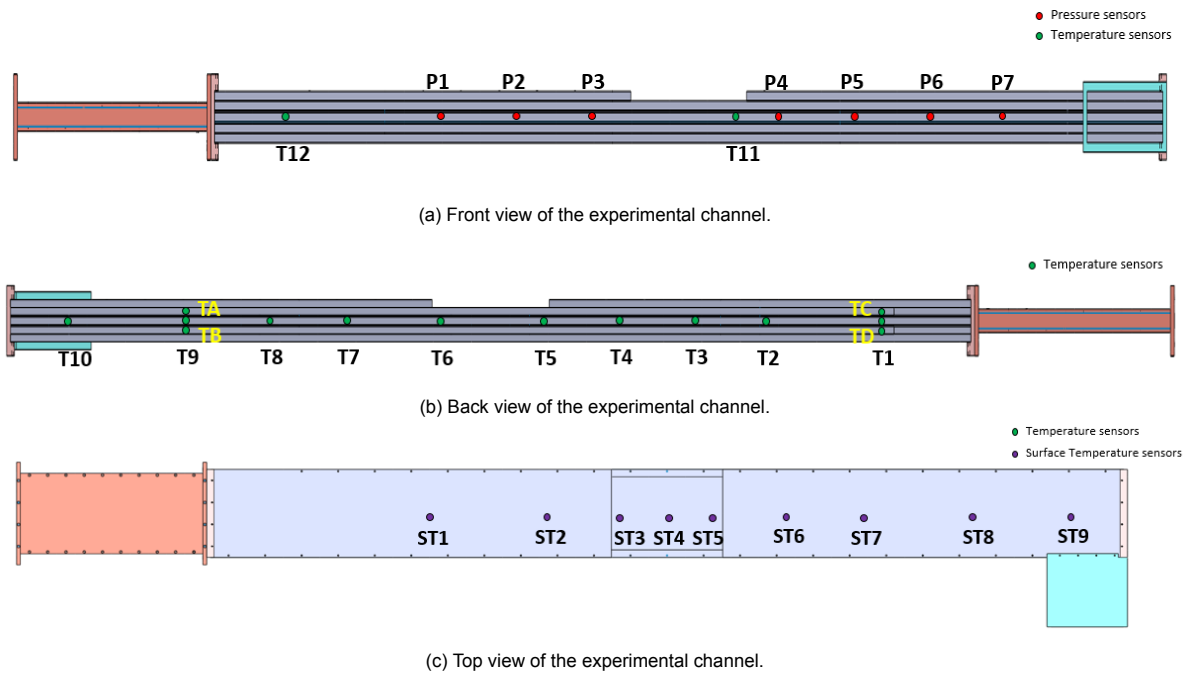 Pressure sensors
Temperature sensors
P1 P2 P3 P4 P5 P6 P7
T12 T11
(a) Front view of the experimental channel.
Temperature sensors
TA TC
TB TD
T10 T9 T8 T7 T6 T5 T4 T3 T2 T1
(b) Back view of the experimental channel.
Temperature sensors
Surface Temperature sensors
ST1 ST2 ST3 ST4 ST5 ST6 ST7 ST8 ST9
(c) Top view of the experimental channel.